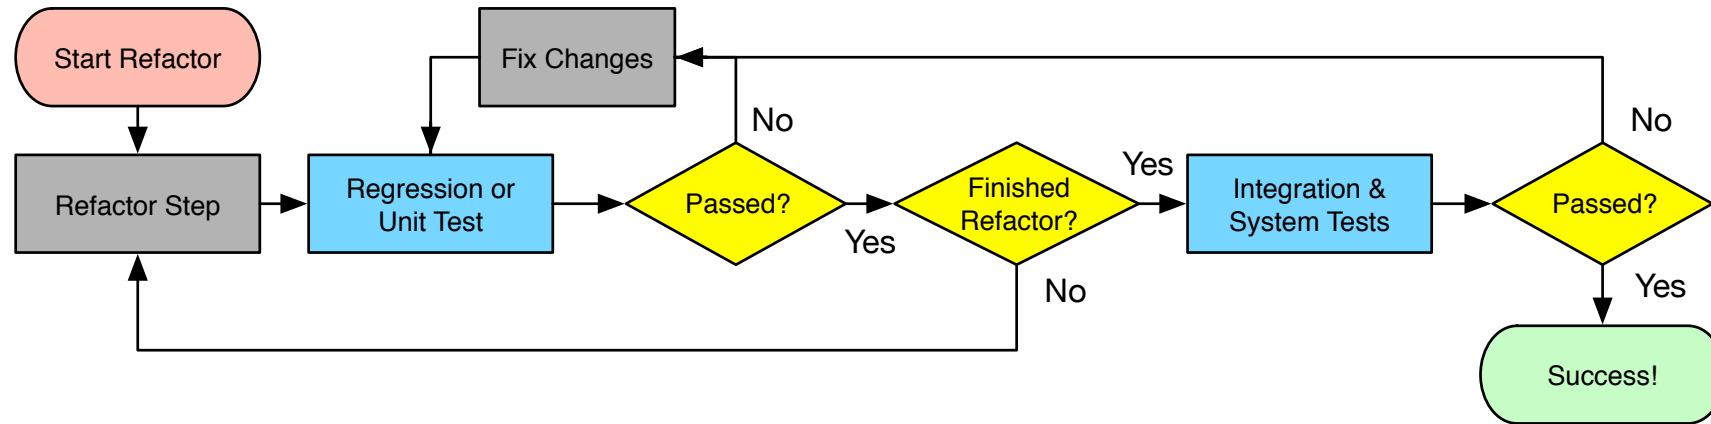 Start Refactor
Fix Changes
No
No
Refactor Step
Regression or
Unit Test
Passed?
Yes
Finished
Refactor?
Yes
Integration &
System Tests
Passed?
No
Yes
Success!